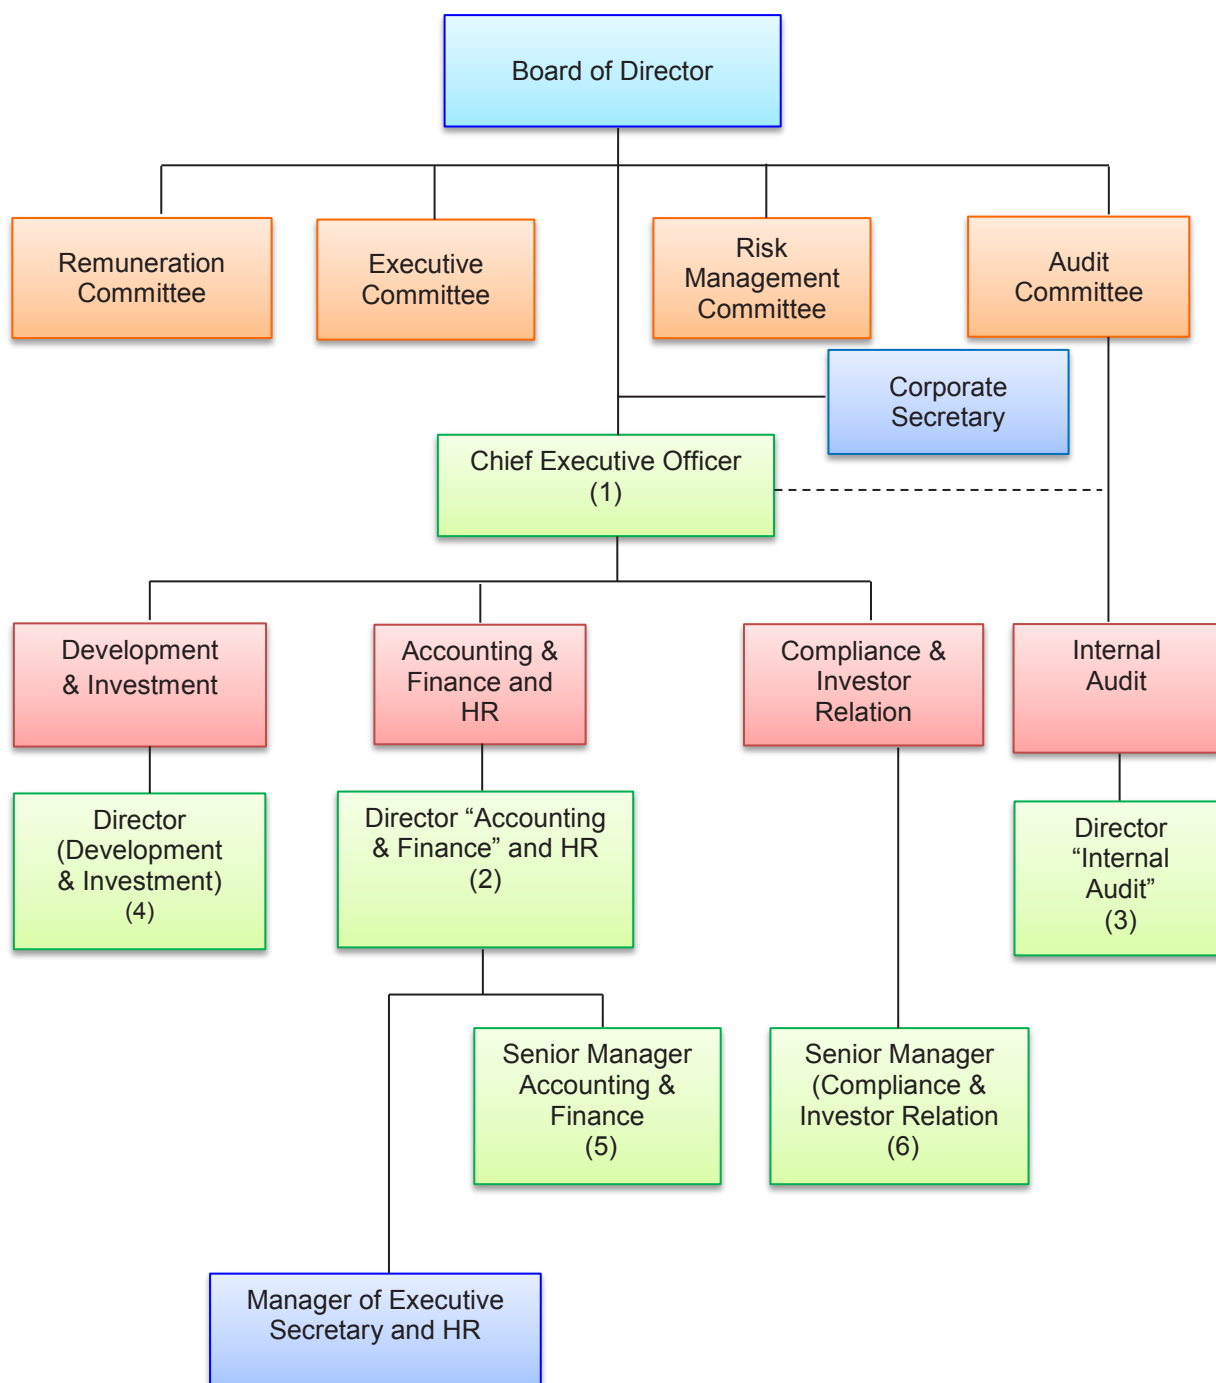 Board of Director
Remuneration
Committee
Executive
Committee
Risk
Management
Committee
Audit
Committee
Corporate
Secretary
Chief Executive Officer
(1)
Development
& Investment
Accounting &
Finance and
HR
Compliance &
Investor
Relation
Internal
Audit
Director
(Development
& Investment)
(4)
Director “Accounting
& Finance” and HR
(2)
Director
“Internal
Audit”
(3)
Senior Manager
Accounting &
Finance
(5)
Senior Manager
(Compliance &
Investor Relation
(6)
Manager of Executive
Secretary and HR